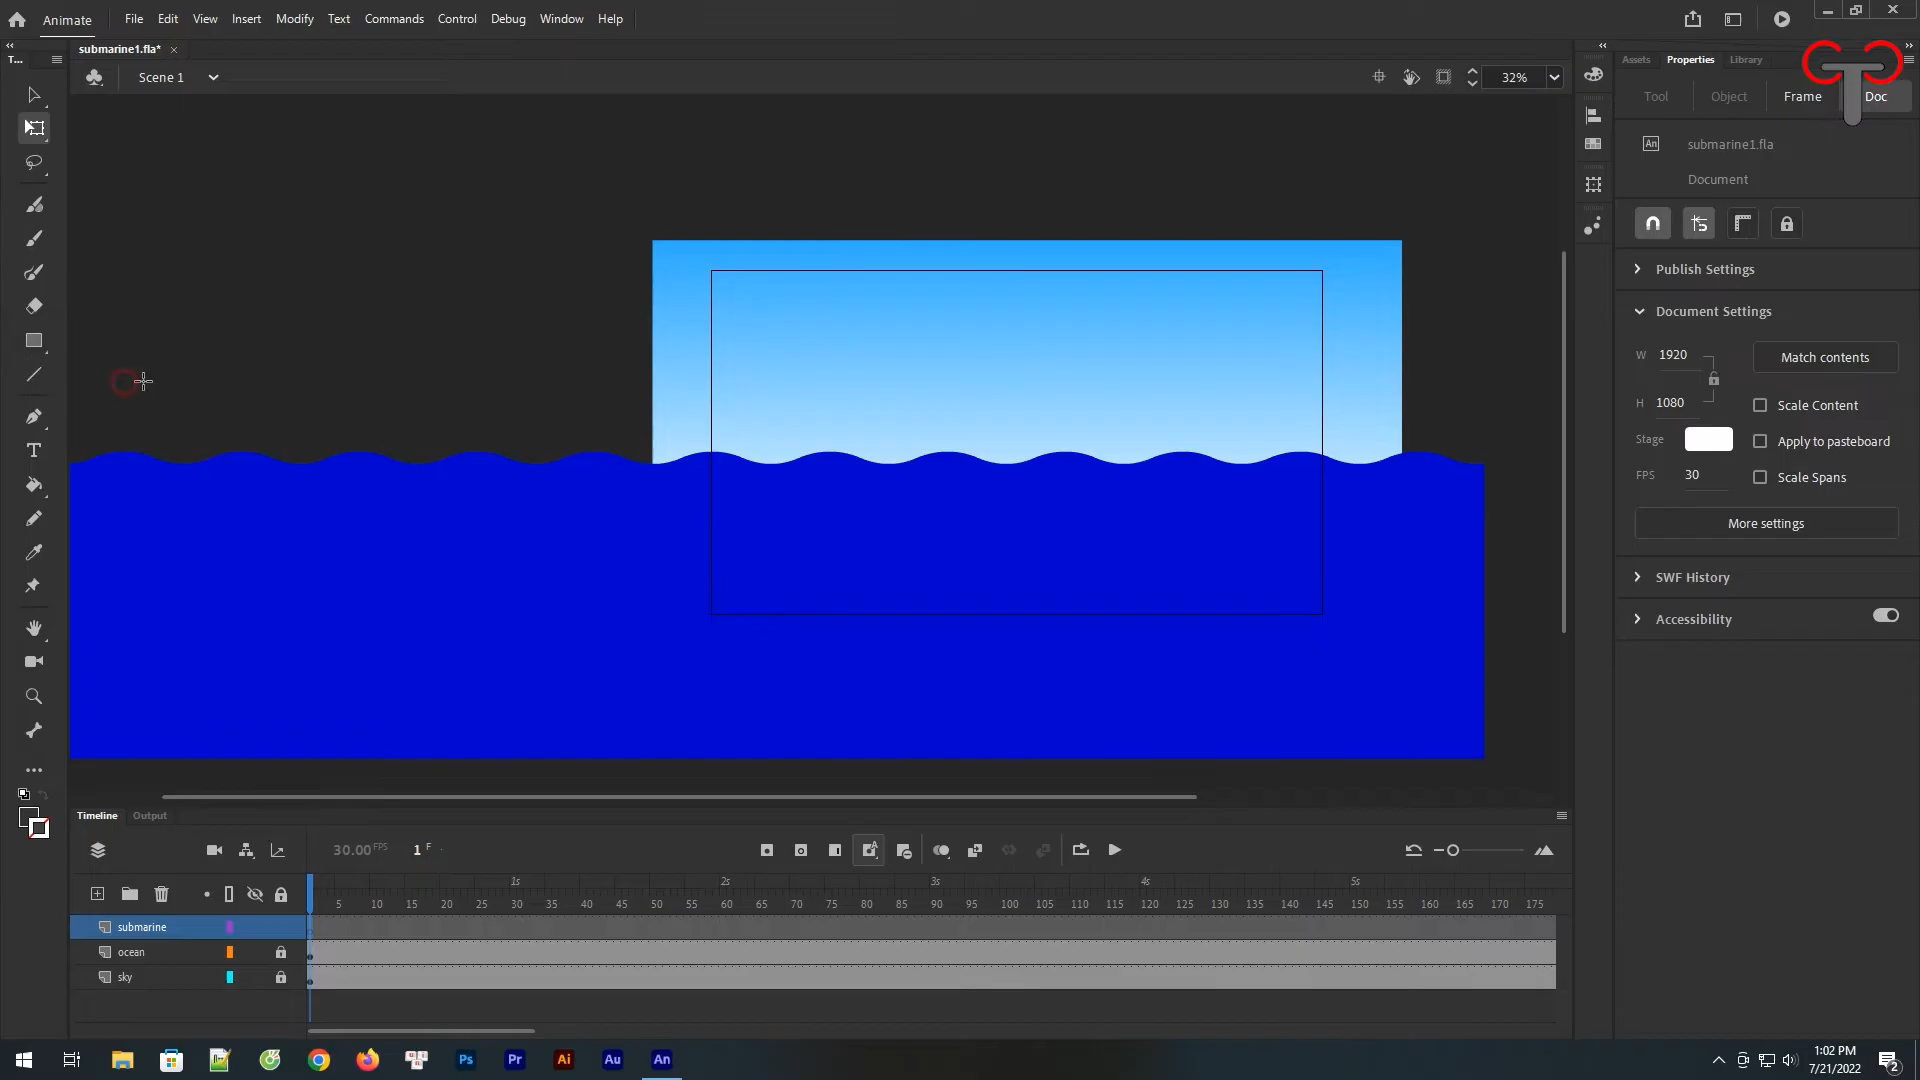 Animate File Edit View Insert Modify Text Commands Control Debug Window Help
submarine1.fla*
T...
Scene 1
32%
Assets Properties Library
Tool Object Frame Doc
An submarine1.fla
Document
Publish Settings
Document Settings
W 1920
Match contents
H 1080
Scale Content
Stage
Apply to pasteboard
FPS 30
Scale Spans
More settings
SWF History
Accessibility
Timeline Output
30.00 FPS 1 F
1s 2s 3s 4s 5s
5 10 15 20 25 30 35 40 45 50 55 60 65 70 75 80 85 90 95 100 105 110 115 120 125 130 135 140 145 150 155 160 165 170 175
submarine
ocean
sky
Ps Pr Ai Au An
1:02 PM
7/21/2022
2